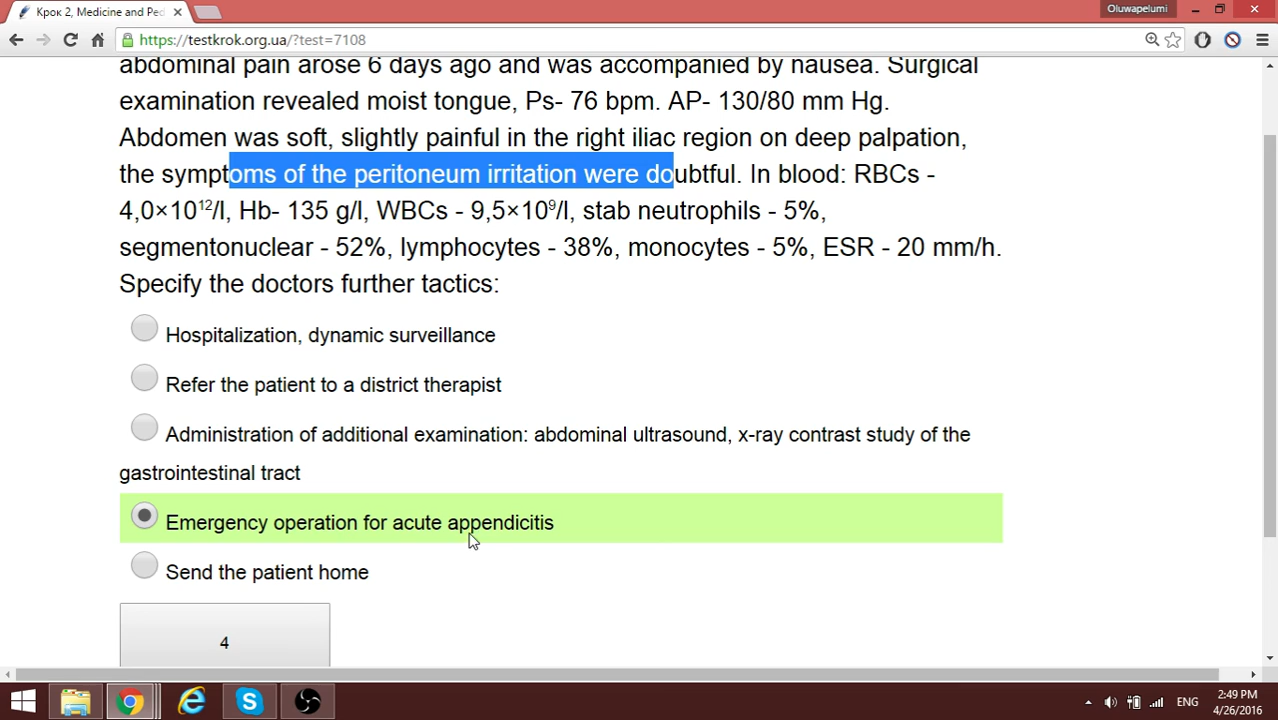 Крок 2, Medicine and Ped
Oluwapelumi
https://testkrok.org.ua/?test=7108
abdominal pain arose 6 days ago and was accompanied by nausea. Surgical
examination revealed moist tongue, Ps- 76 bpm. AP- 130/80 mm Hg.
Abdomen was soft, slightly painful in the right iliac region on deep palpation,
the symptoms of the peritoneum irritation were doubtful. In blood: RBCs -
4,0×10¹²/l, Hb- 135 g/l, WBCs - 9,5×10⁹/l, stab neutrophils - 5%,
segmentonuclear - 52%, lymphocytes - 38%, monocytes - 5%, ESR - 20 mm/h.
Specify the doctors further tactics:
Hospitalization, dynamic surveillance
Refer the patient to a district therapist
Administration of additional examination: abdominal ultrasound, x-ray contrast study of the
gastrointestinal tract
Emergency operation for acute appendicitis
Send the patient home
4
ENG
2:49 PM
4/26/2016